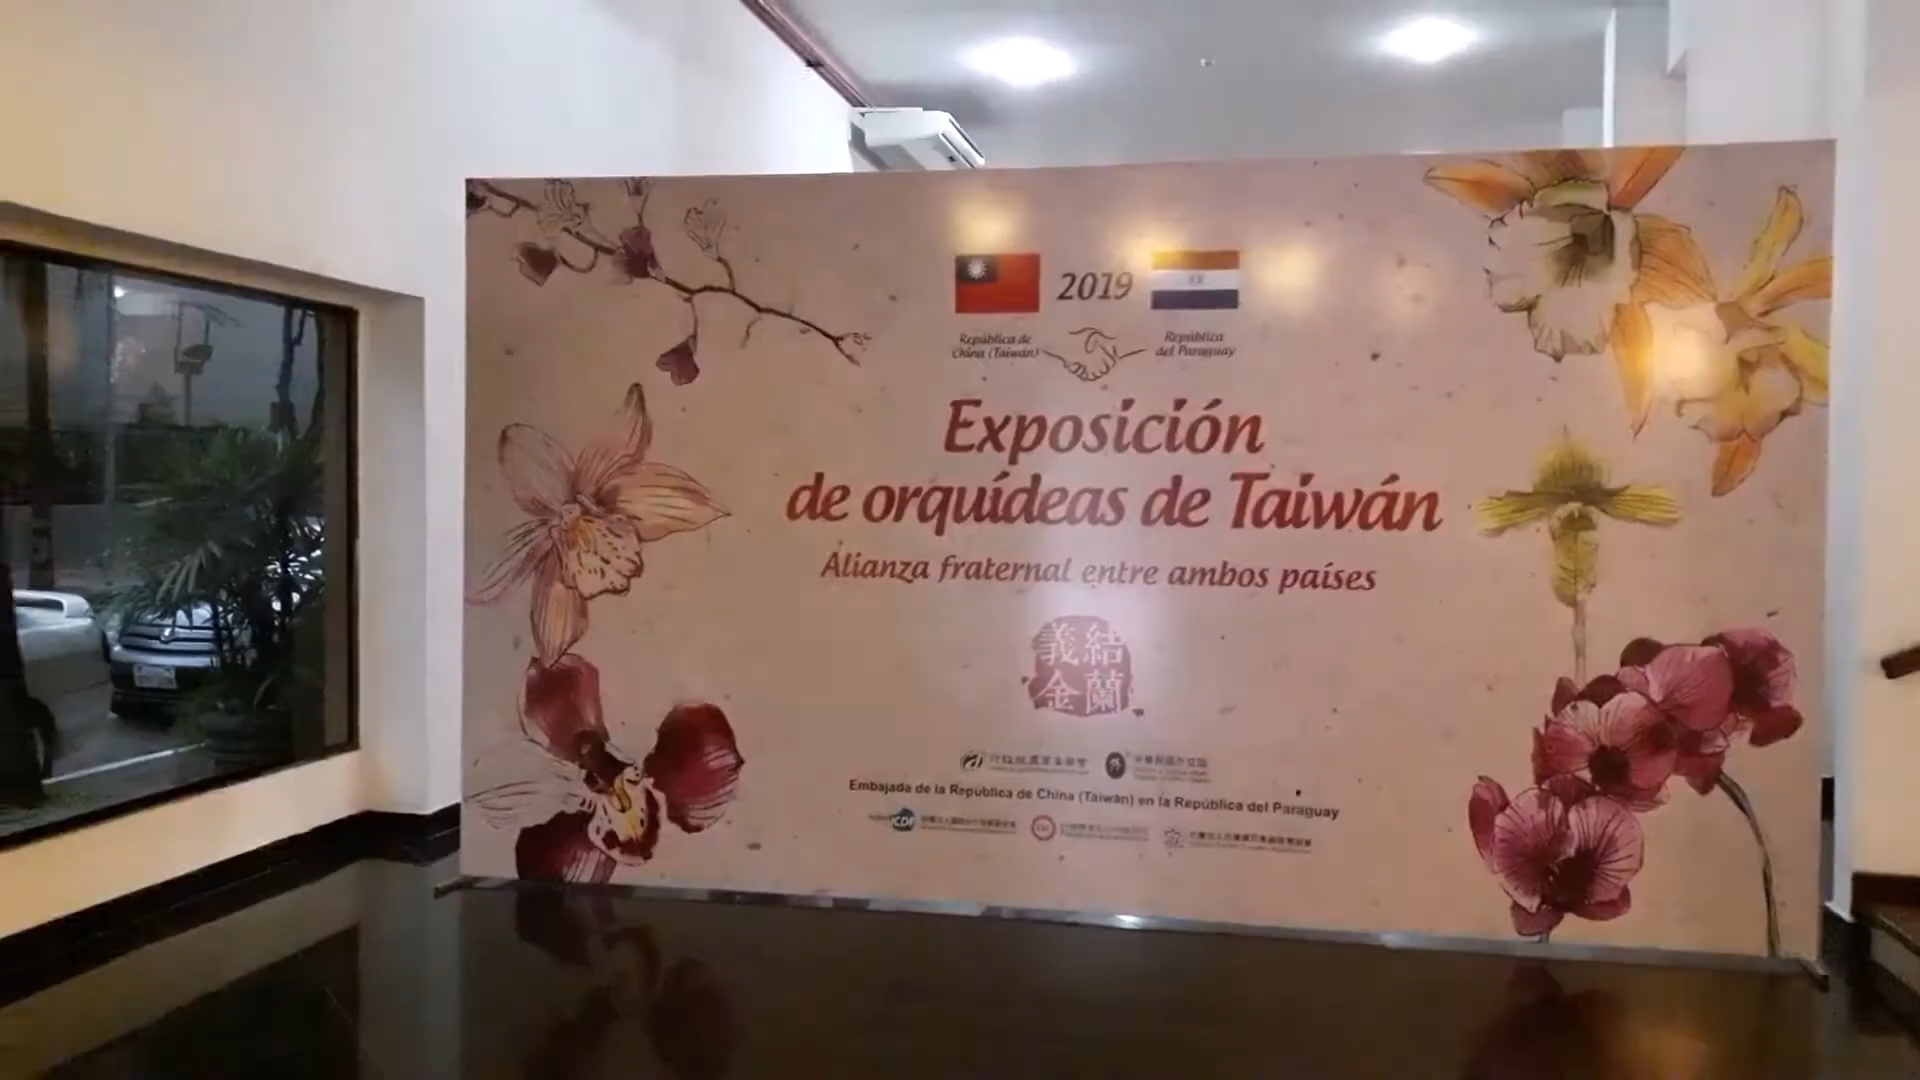 2019
República de
China (Taiwán)
República
del Paraguay
Exposición
de orquídeas de Taiwán
Alianza fraternal entre ambos países
義結
金蘭
Embajada de la República de China (Taiwán) en la República del Paraguay
ICDF